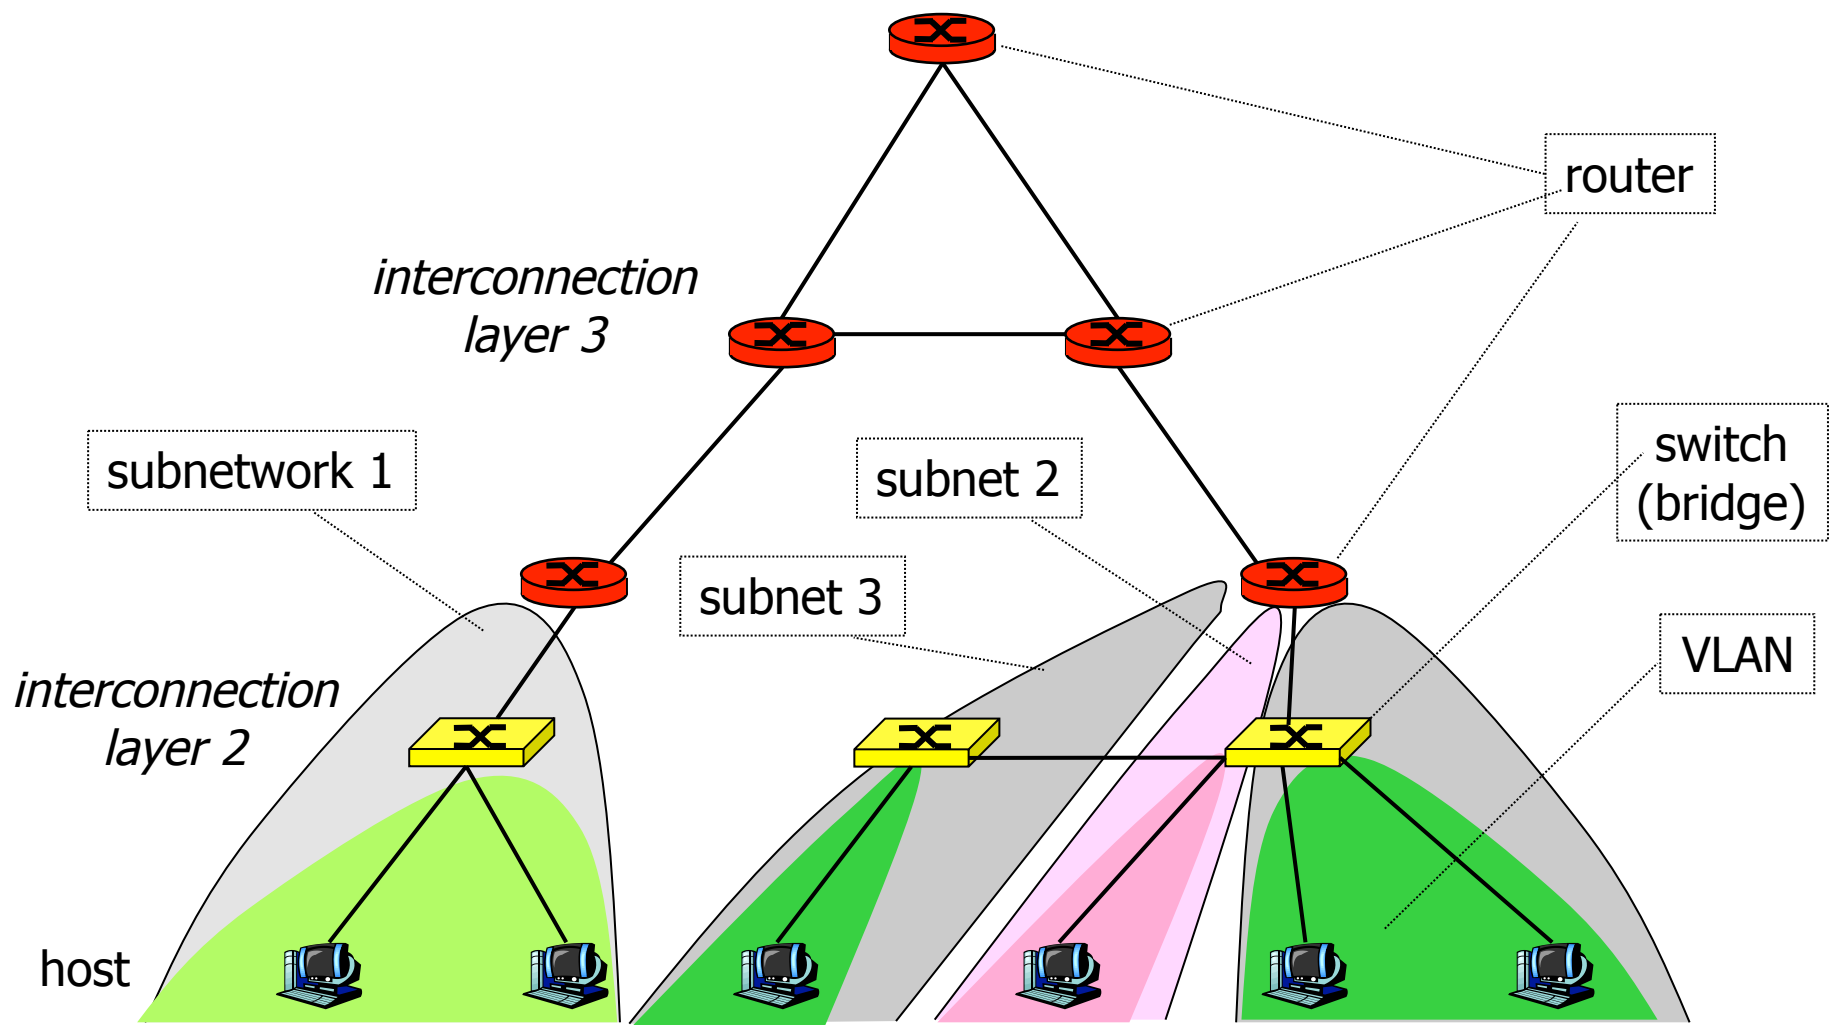 router
interconnection
layer 3
switch
(bridge)
subnetwork 1
subnet 2
subnet 3
VLAN
interconnection
layer 2
host